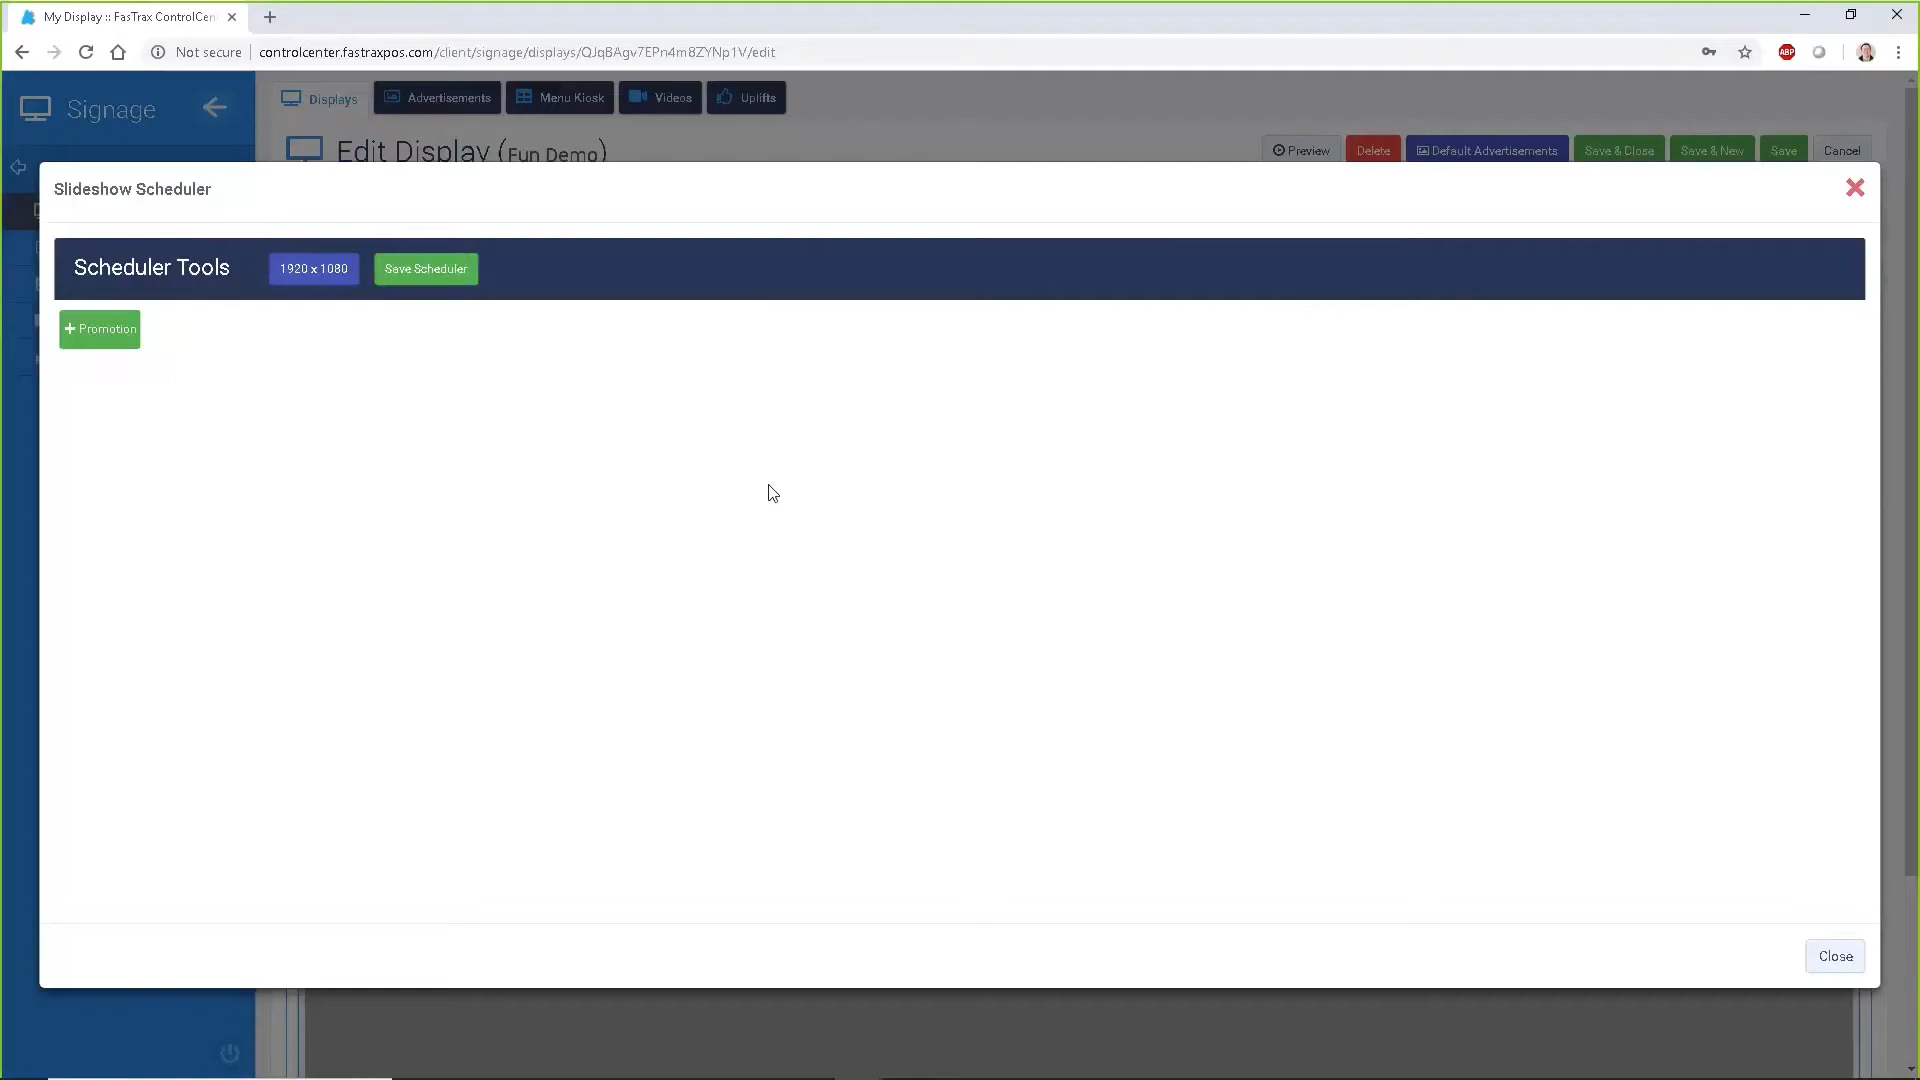 My Display :: FasTrax ControlCen
Not secure controlcenter.fastraxpos.com/client/signage/displays/QJqBAgv7EPn4m8ZYNp1V/edit
ABP
Signage
Displays Advertisements Menu Kiosk Videos Uplifts
Edit Display (Fun Demo)
Preview Delete Default Advertisements Save & Close Save & New Save Cancel
Slideshow Scheduler
Scheduler Tools 1920 x 1080 Save Scheduler
+ Promotion
Close